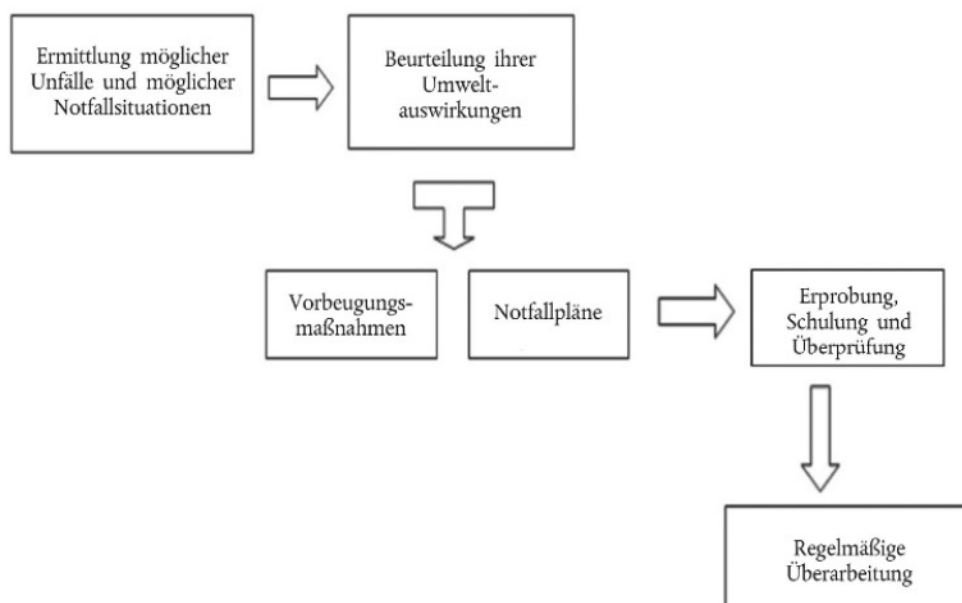 Ermittlung möglicher
Unfälle und möglicher
Notfallsituationen
Beurteilung ihrer
Umwelt-
auswirkungen
Vorbeugungs-
maßnahmen
Notfallpläne
Erprobung,
Schulung und
Überprüfung
Regelmäßige
Überarbeitung